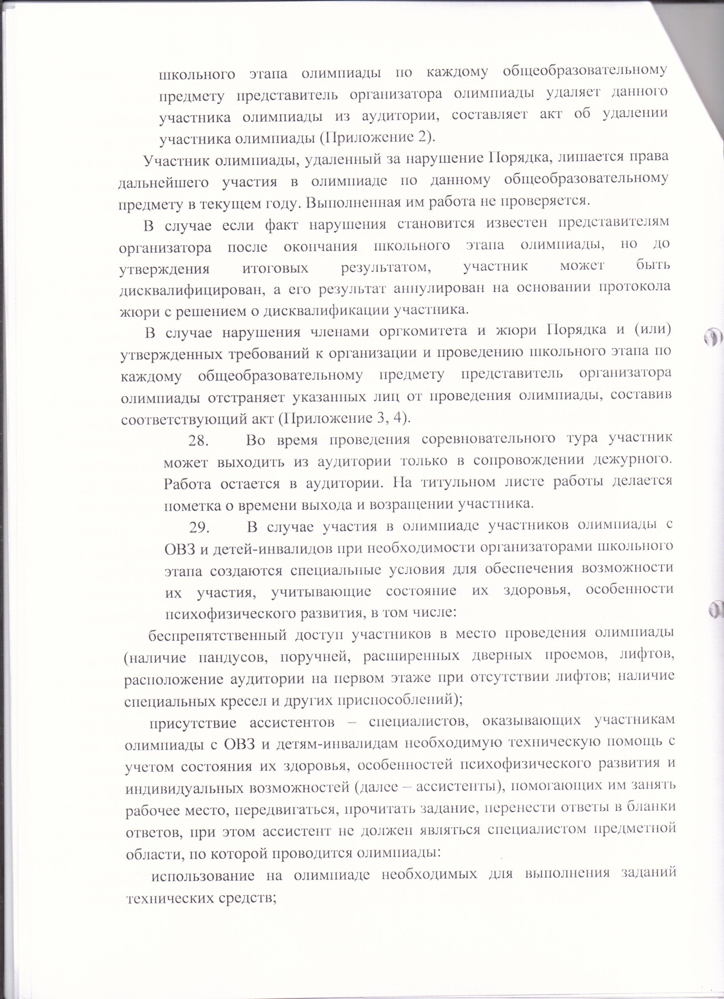 школьного этапа олимпиады по каждому общеобразовательному
предмету представитель организатора олимпиады удаляет данного
участника олимпиады из аудитории, составляет акт об удалении
участника олимпиады (Приложение 2).
Участник олимпиады, удаленный за нарушение Порядка, лишается права
дальнейшего участия в олимпиаде по данному общеобразовательному
предмету в текущем году. Выполненная им работа не проверяется.
В случае если факт нарушения становится известен представителям
организатора после окончания школьного этапа олимпиады, но до
утверждения итоговых результатом, участник может быть
дисквалифицирован, а его результат аннулирован на основании протокола
жюри с решением о дисквалификации участника.
В случае нарушения членами оргкомитета и жюри Порядка и (или)
утвержденных требований к организации и проведению школьного этапа по
каждому общеобразовательному предмету представитель организатора
олимпиады отстраняет указанных лиц от проведения олимпиады, составив
соответствующий акт (Приложение 3, 4).
28. Во время проведения соревновательного тура участник
может выходить из аудитории только в сопровождении дежурного.
Работа остается в аудитории. На титульном листе работы делается
пометка о времени выхода и возращении участника.
29. В случае участия в олимпиаде участников олимпиады с
ОВЗ и детей-инвалидов при необходимости организаторами школьного
этапа создаются специальные условия для обеспечения возможности
их участия, учитывающие состояние их здоровья, особенности
психофизического развития, в том числе:
беспрепятственный доступ участников в место проведения олимпиады
(наличие пандусов, поручней, расширенных дверных проемов, лифтов,
расположение аудитории на первом этаже при отсутствии лифтов; наличие
специальных кресел и других приспособлений);
присутствие ассистентов – специалистов, оказывающих участникам
олимпиады с ОВЗ и детям-инвалидам необходимую техническую помощь с
учетом состояния их здоровья, особенностей психофизического развития и
индивидуальных возможностей (далее – ассистенты), помогающих им занять
рабочее место, передвигаться, прочитать задание, перенести ответы в бланки
ответов, при этом ассистент не должен являться специалистом предметной
области, по которой проводится олимпиады:
использование на олимпиаде необходимых для выполнения заданий
технических средств;